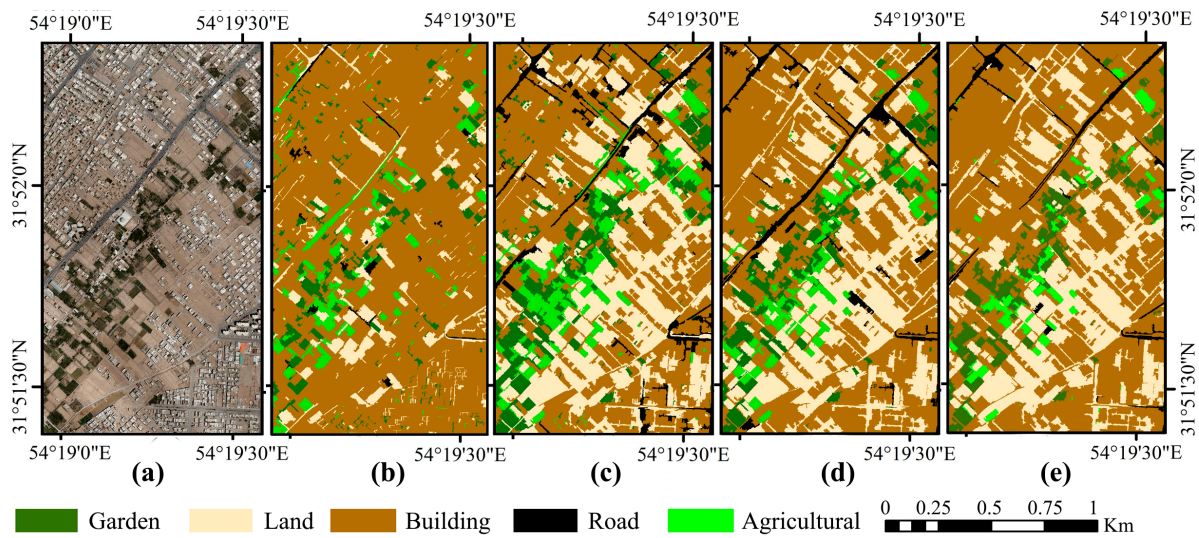 54°19'0"E 54°19'30"E 54°19'30"E 54°19'30"E 54°19'30"E 54°19'30"E
31°52'0"N 31°52'0"N
31°51'30"N 31°51'30"N
54°19'0"E 54°19'30"E 54°19'30"E 54°19'30"E 54°19'30"E 54°19'30"E
(a) (b) (c) (d) (e)
Garden Land Building Road Agricultural 0 0.25 0.5 0.75 1
Km